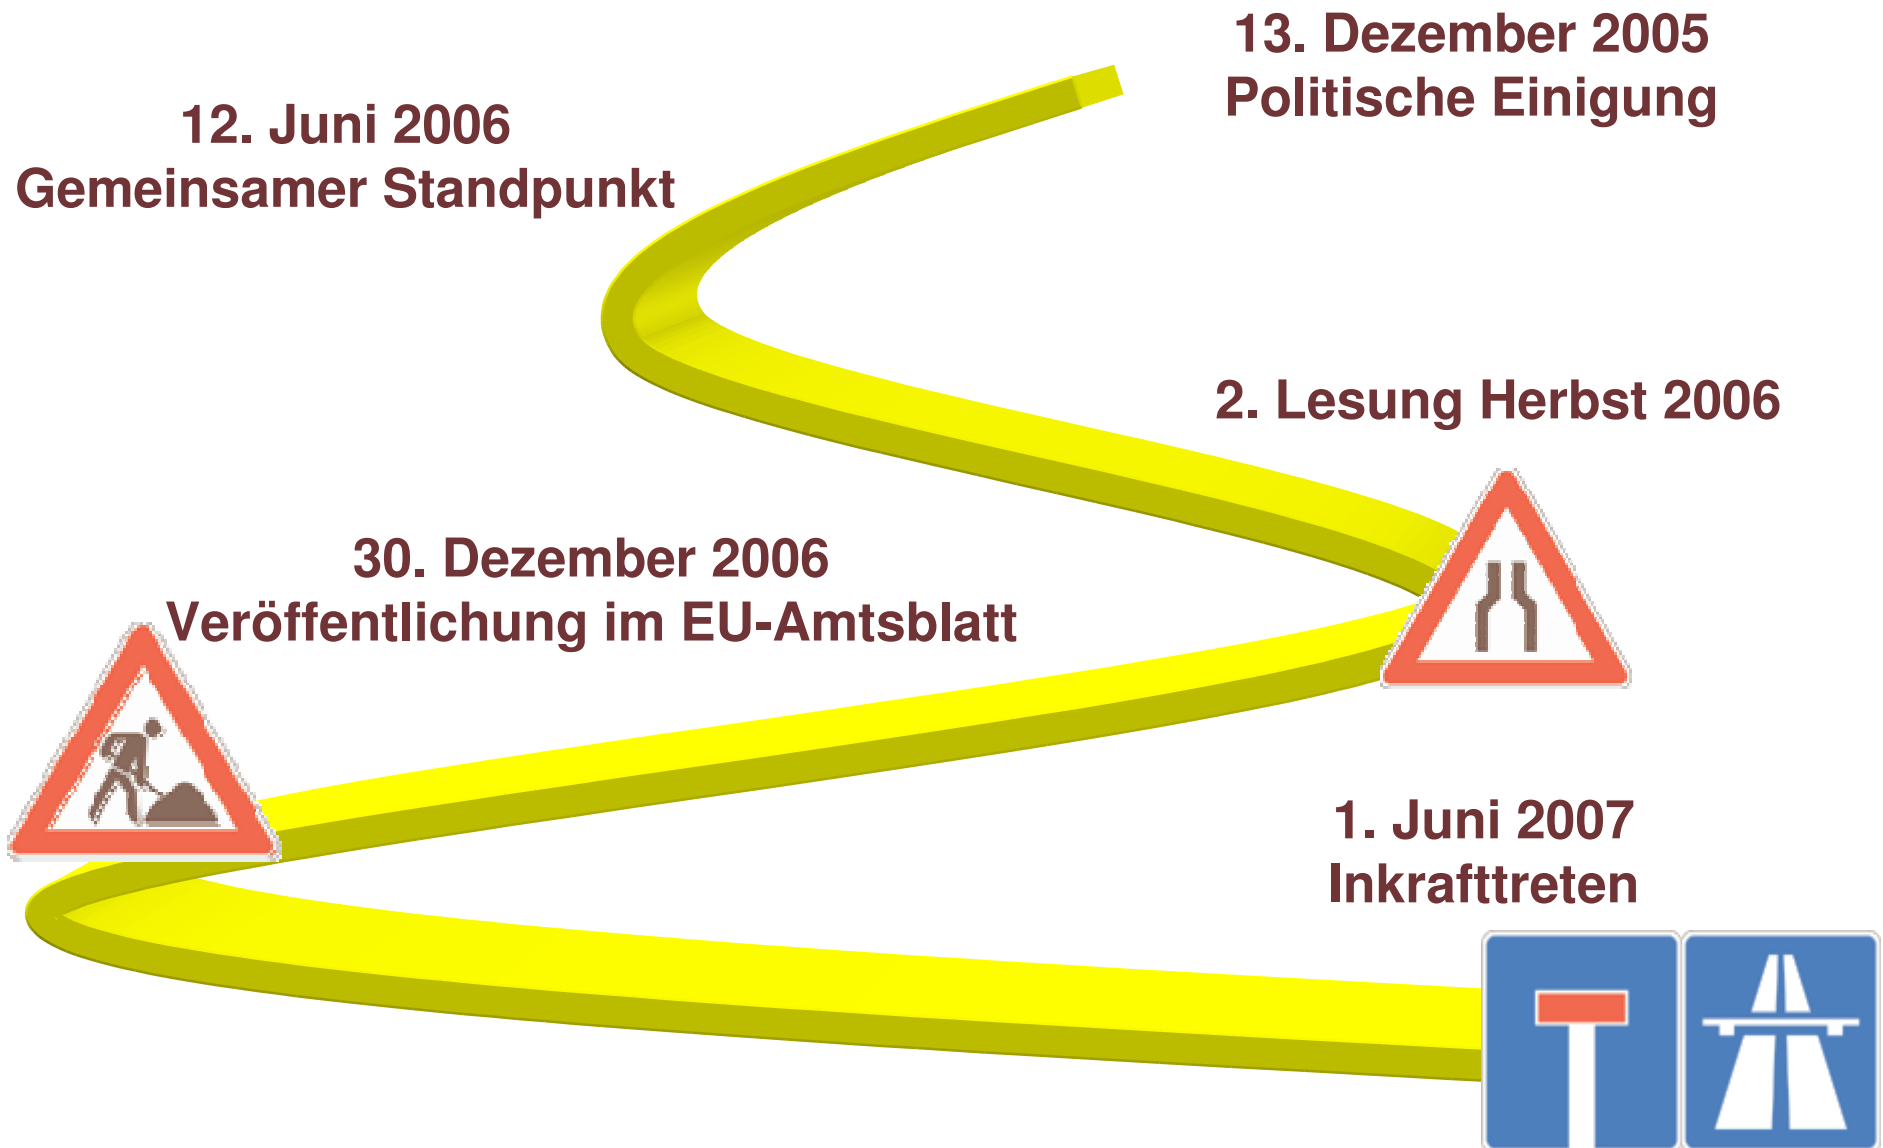 13. Dezember 2005
Politische Einigung
12. Juni 2006
Gemeinsamer Standpunkt
2. Lesung Herbst 2006
30. Dezember 2006
Veröffentlichung im EU-Amtsblatt
1. Juni 2007
Inkrafttreten